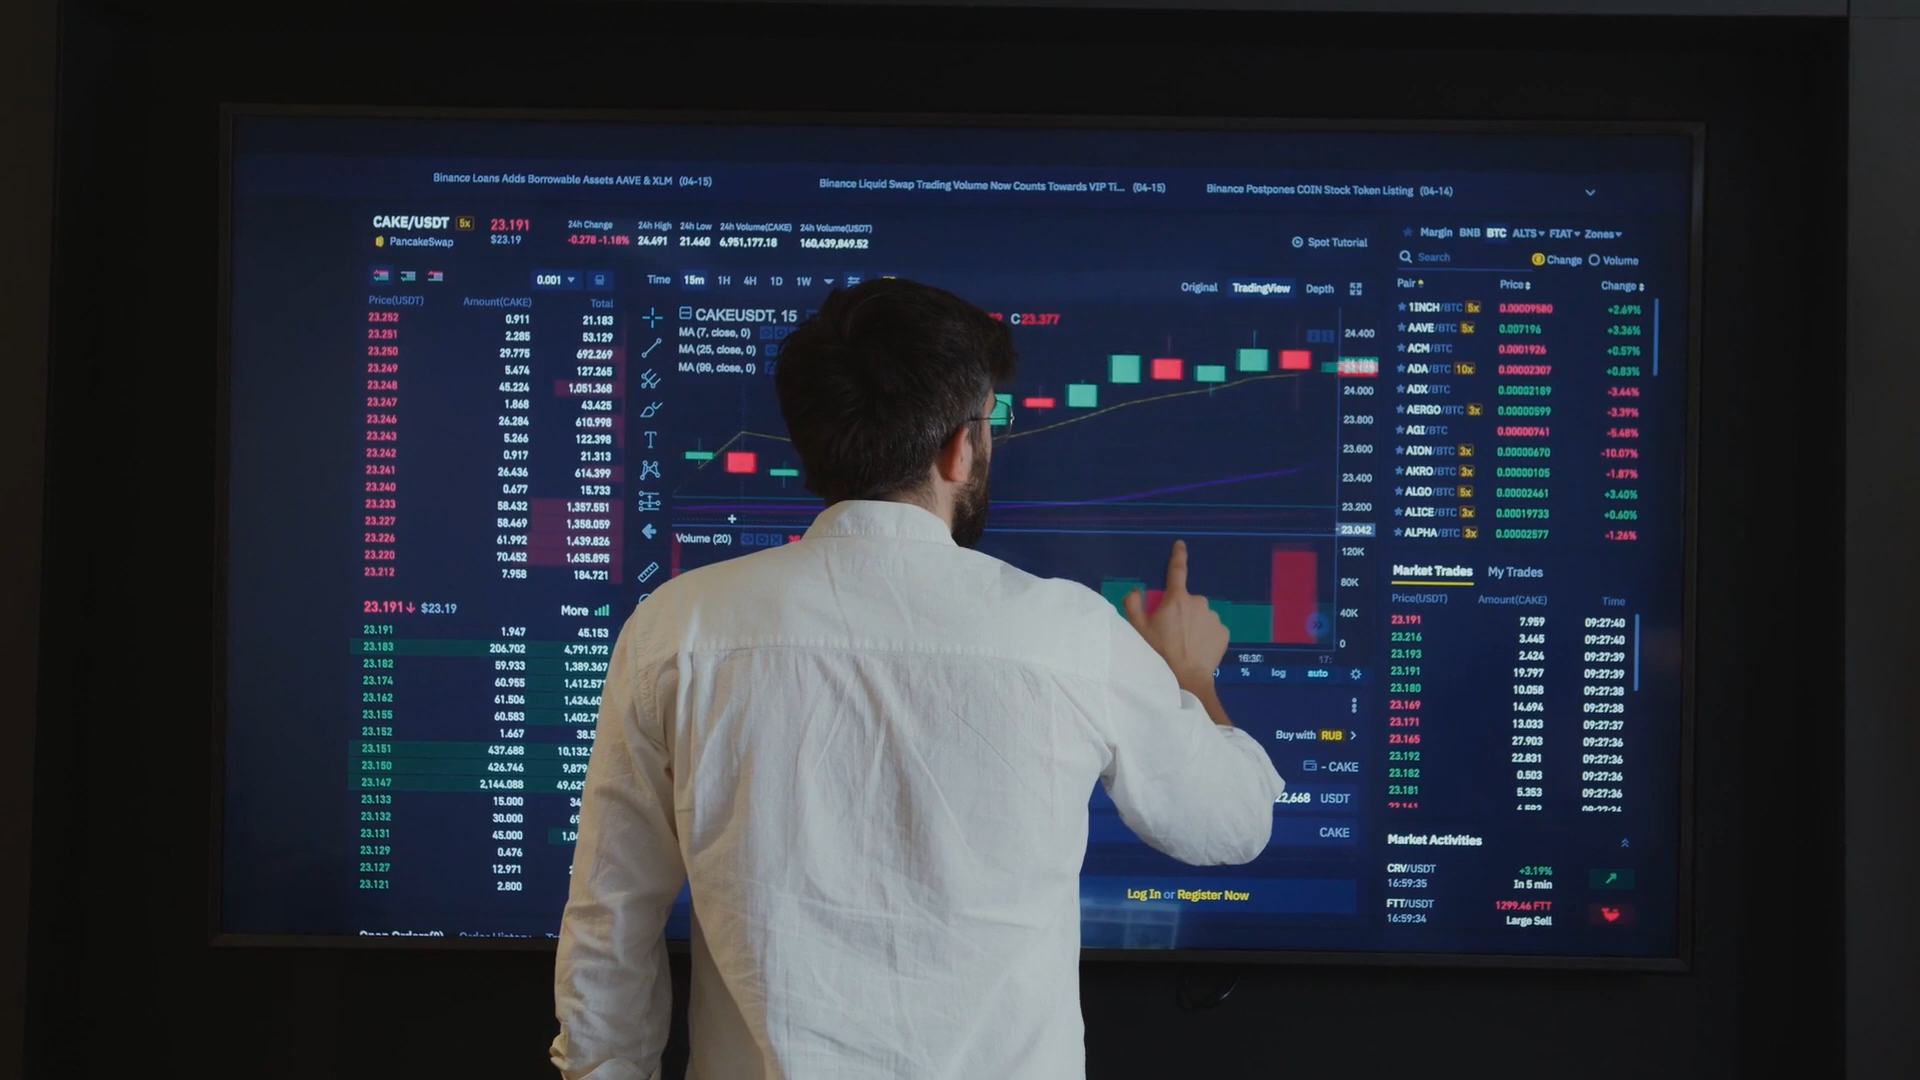 Binance Loans Adds Borrowable Assets AAVE & XLM (04-15)
Binance Liquid Swap Trading Volume Now Counts Towards VIP Ti... (04-15)
Binance Postpones COIN Stock Token Listing (04-14)
CAKE/USDT 5x 23.191
PancakeSwap $23.19
24h Change 24h High 24h Low 24h Volume(CAKE) 24h Volume(USDT)
-0.278 -1.18% 24.491 21.460 6,951,177.18 160,439,849.52
Spot Tutorial
0.001
Price(USDT) Amount(CAKE) Total
23.252 0.911 21.183
23.251 2.285 53.129
23.250 29.775 692.269
23.249 5.474 127.265
23.248 45.224 1,051.368
23.247 1.868 43.425
23.246 26.284 610.998
23.243 5.266 122.398
23.242 0.917 21.313
23.241 26.436 614.399
23.240 0.677 15.733
23.233 58.432 1,357.551
23.227 58.469 1,358.059
23.226 61.992 1,439.826
23.220 70.452 1,635.895
23.212 7.958 184.721
23.191↓ $23.19 More
23.191 1.947 45.153
23.183 206.702 4,791.972
23.182 59.933 1,389.367
23.174 60.955 1,412.57
23.162 61.506 1,424.60
23.155 60.583 1,402.7
23.152 1.667 38.5
23.151 437.688 10,132.
23.150 426.746 9,879
23.147 2,144.088 49,62
23.133 15.000 34
23.132 30.000 69
23.131 45.000 1,0
23.129 0.476
23.127 12.971
23.121 2.800
Open Orders(0) Order History
Time 15m 1H 4H 1D 1W
Original TradingView Depth
CAKEUSDT, 15 C23.377
MA (7, close, 0)
MA (25, close, 0)
MA (99, close, 0)
24.400
24.000
23.800
23.600
23.400
23.200
23.042
Volume (20)
120K
80K
40K
0
16:30 17:
% log auto
Buy with RUB
- CAKE
22,668 USDT
CAKE
Log In or Register Now
Margin BNB BTC ALTS FIAT Zones
Search Change Volume
Pair Price Change
1INCH/BTC 5x 0.00009580 +2.69%
AAVE/BTC 5x 0.007196 +3.36%
ACM/BTC 0.0001926 +0.57%
ADA/BTC 10x 0.00002307 +0.83%
ADX/BTC 0.00002189 -3.44%
AERGO/BTC 3x 0.00000599 -3.39%
AGI/BTC 0.00000741 -5.48%
AION/BTC 3x 0.00000670 -10.07%
AKRO/BTC 3x 0.00000105 -1.87%
ALGO/BTC 5x 0.00002461 +3.40%
ALICE/BTC 3x 0.00019733 +0.60%
ALPHA/BTC 3x 0.00002577 -1.26%
Market Trades My Trades
Price(USDT) Amount(CAKE) Time
23.191 7.959 09:27:40
23.216 3.445 09:27:40
23.193 2.424 09:27:39
23.191 19.797 09:27:39
23.180 10.058 09:27:38
23.169 14.694 09:27:38
23.171 13.033 09:27:37
23.165 27.903 09:27:36
23.192 22.831 09:27:36
23.182 0.503 09:27:36
23.181 5.353 09:27:36
Market Activities
CRV/USDT +3.19%
16:59:35 In 5 min
FTT/USDT 1299.46 FTT
16:59:34 Large Sell